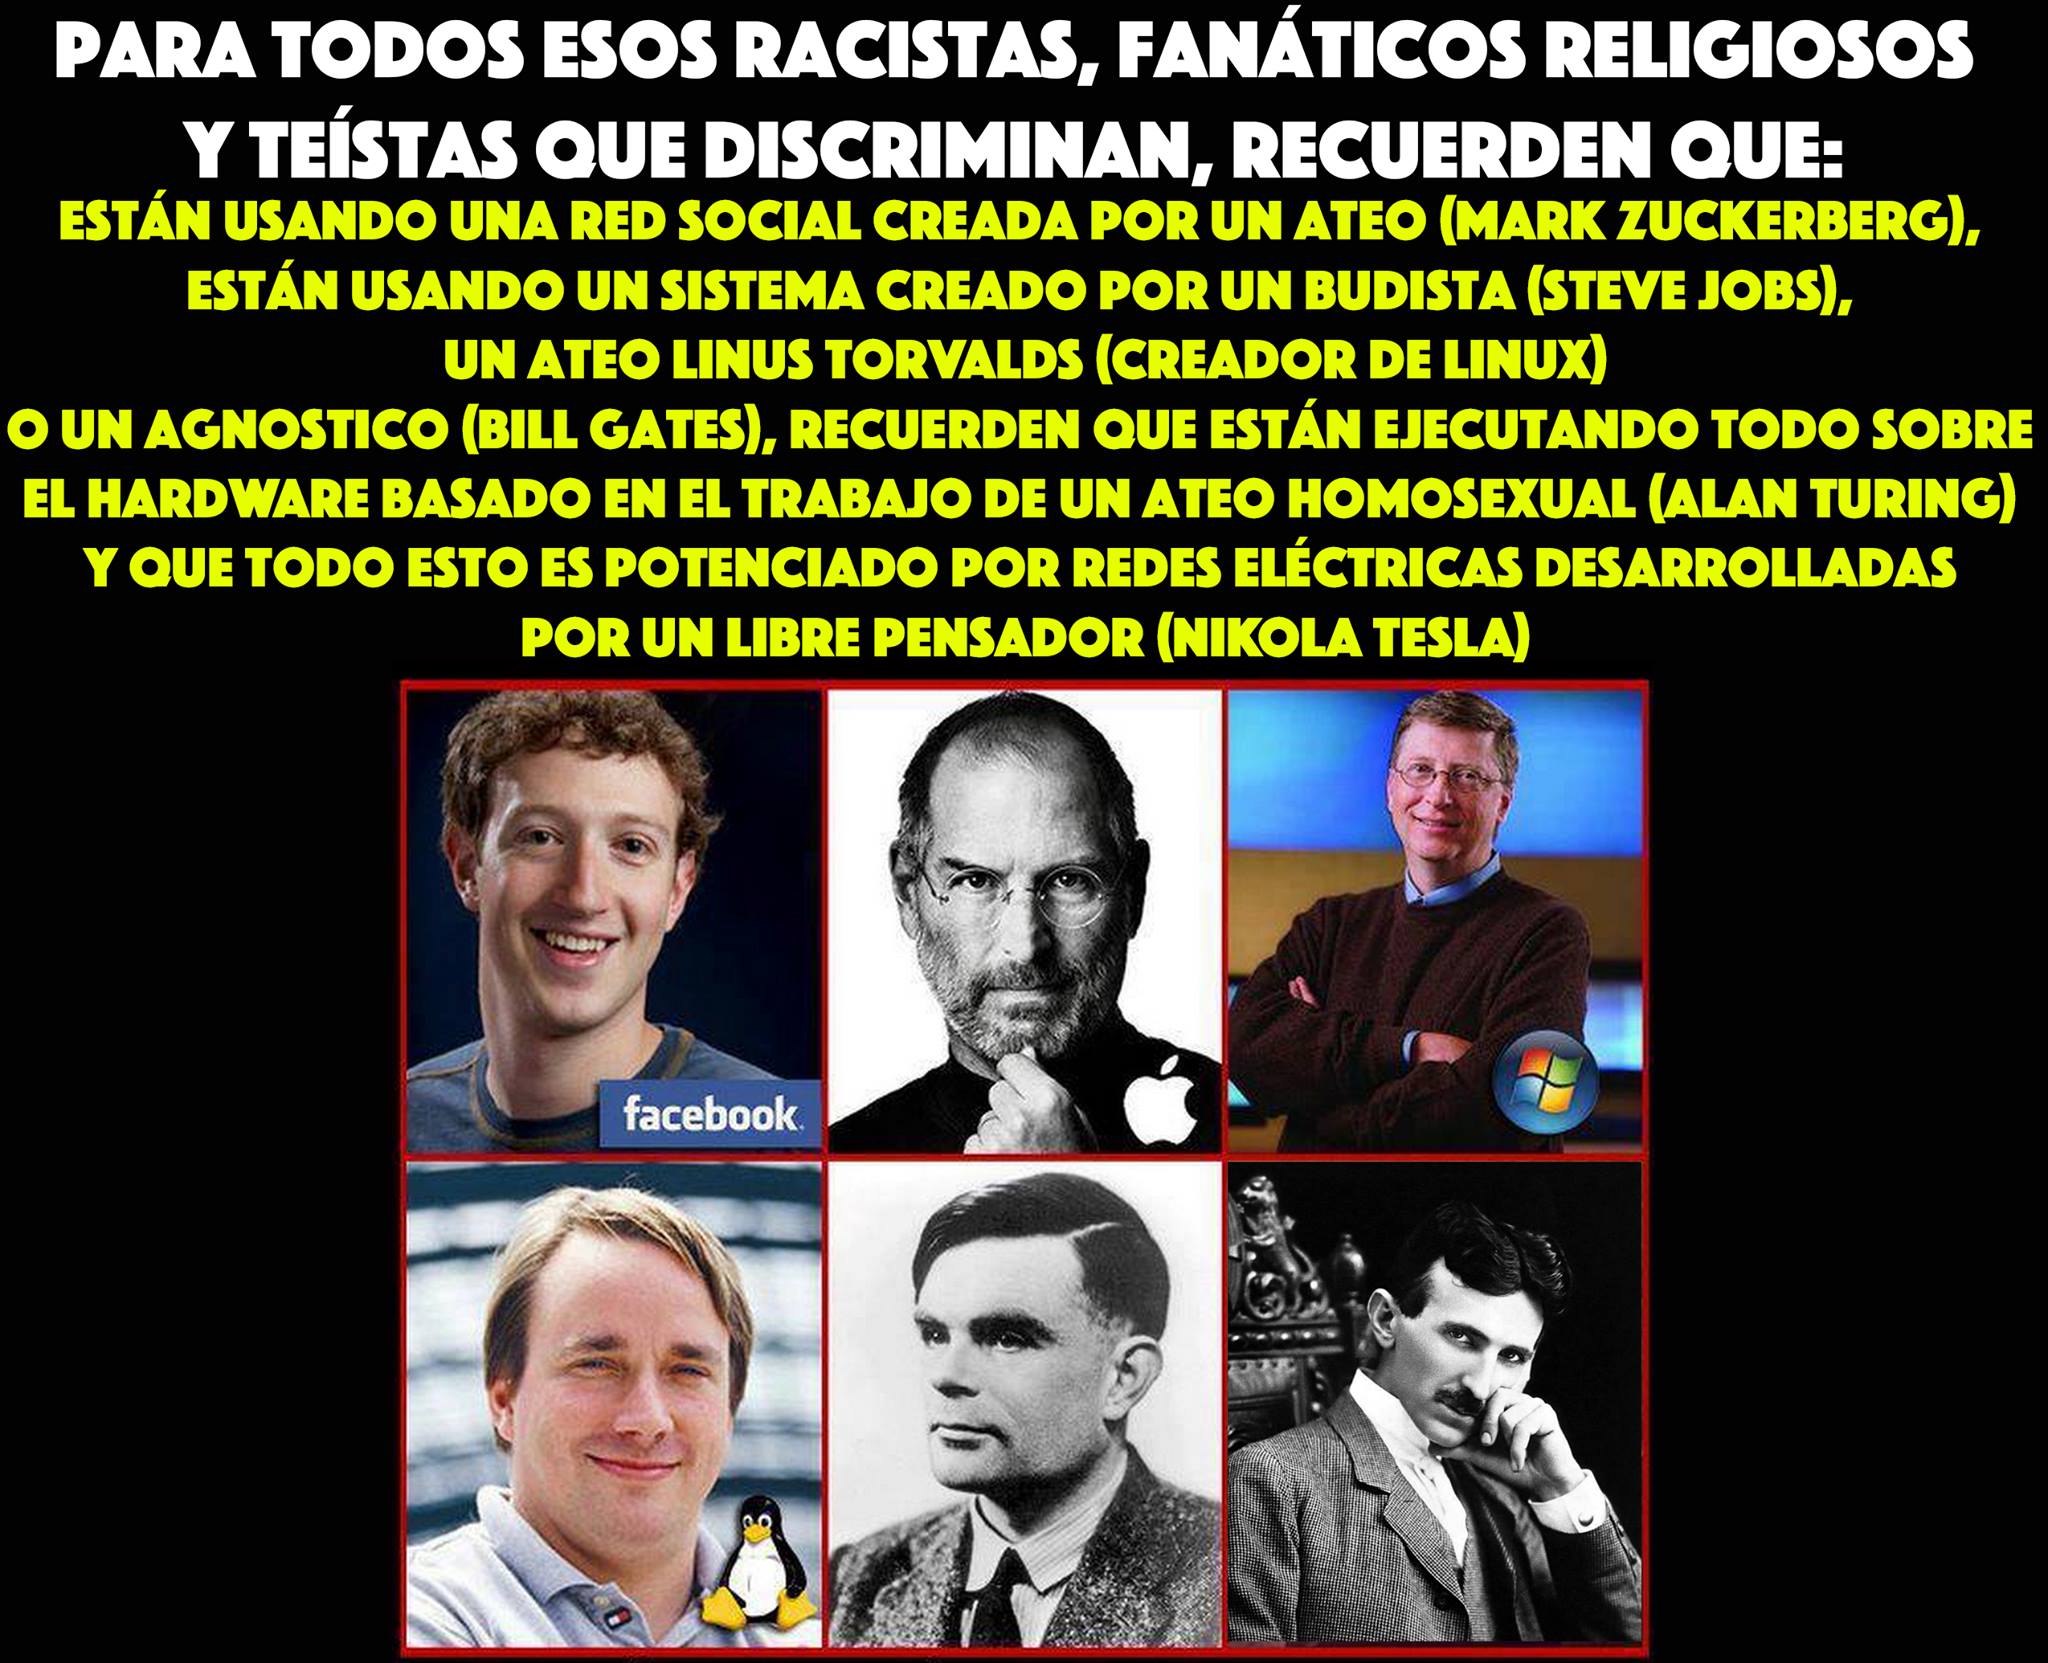 PARA TODOS ESOS RACISTAS, FANÁTICOS RELIGIOSOS
Y TEÍSTAS QUE DISCRIMINAN, RECUERDEN QUE:
ESTÁN USANDO UNA RED SOCIAL CREADA POR UN ATEO (MARK ZUCKERBERG),
ESTÁN USANDO UN SISTEMA CREADO POR UN BUDISTA (STEVE JOBS),
UN ATEO LINUS TORVALDS (CREADOR DE LINUX)
O UN AGNOSTICO (BILL GATES), RECUERDEN QUE ESTÁN EJECUTANDO TODO SOBRE
EL HARDWARE BASADO EN EL TRABAJO DE UN ATEO HOMOSEXUAL (ALAN TURING)
Y QUE TODO ESTO ES POTENCIADO POR REDES ELÉCTRICAS DESARROLLADAS
POR UN LIBRE PENSADOR (NIKOLA TESLA)
facebook.